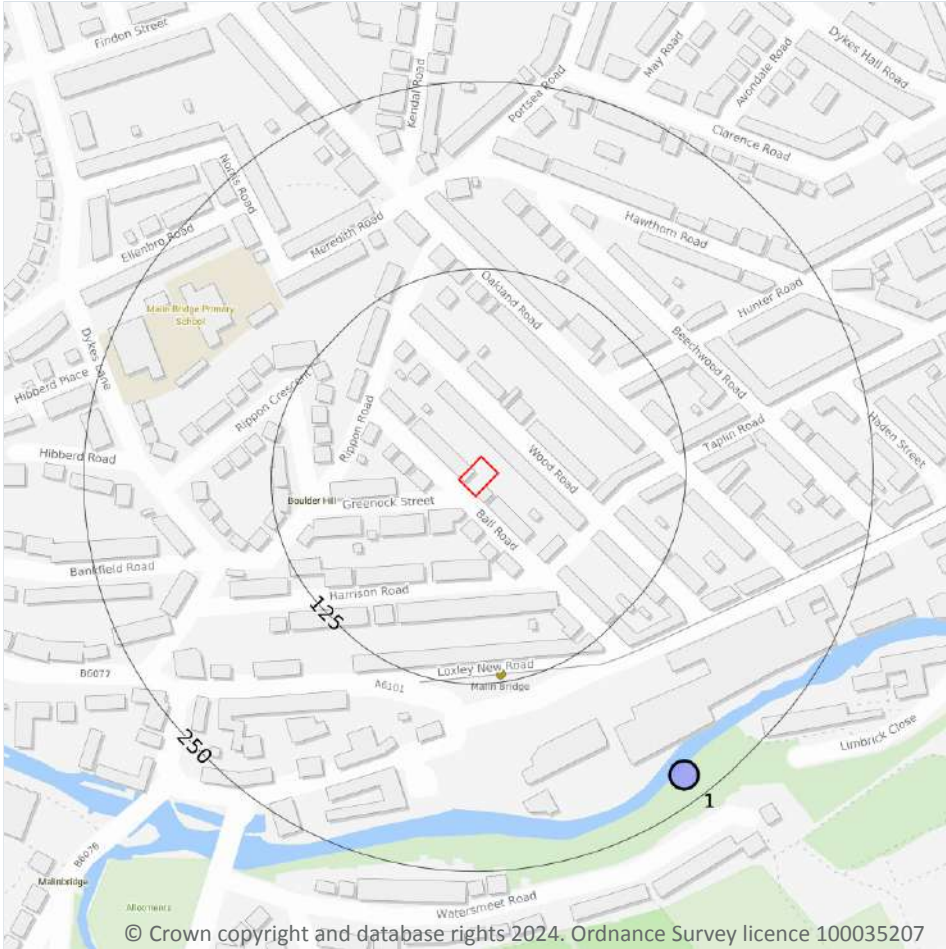 Findon Street
Kendal Road
Portsea Road
May Road
Avondale Road
Dykes Hall Road
Clarence Road
Norris Road
Meredith Road
Ellenbro Road
Hawthorn Road
Oakland Road
Hunter Road
Malin Bridge Primary
School
Dykes Lane
Beechwood Road
Hibberd Place
Rippon Crescent
Rippon Road
Haden Street
Taplin Road
Wood Road
Hibberd Road
Boulder Hill
Greenock Street
Ball Road
Bankfield Road
Harrison Road
125
Loxley New Road
B6077
A6101
Malin Bridge
250
Limbrick Close
1
B6076
Malinbridge
Allotments
Watersmeet Road
© Crown copyright and database rights 2024. Ordnance Survey licence 100035207